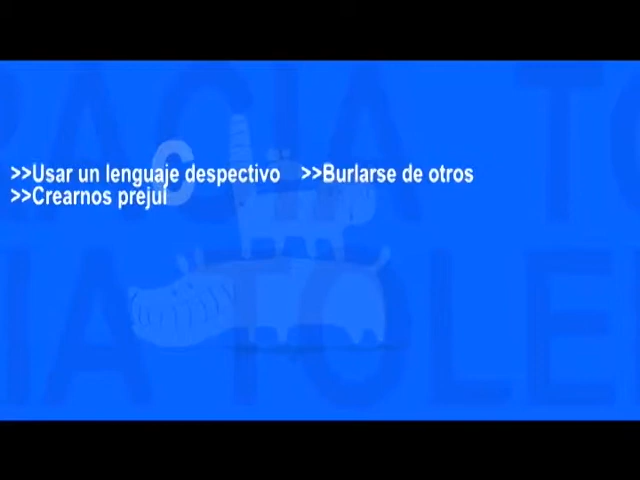 >>Usar un lenguaje despectivo >>Burlarse de otros
>>Crearnos prejui
C